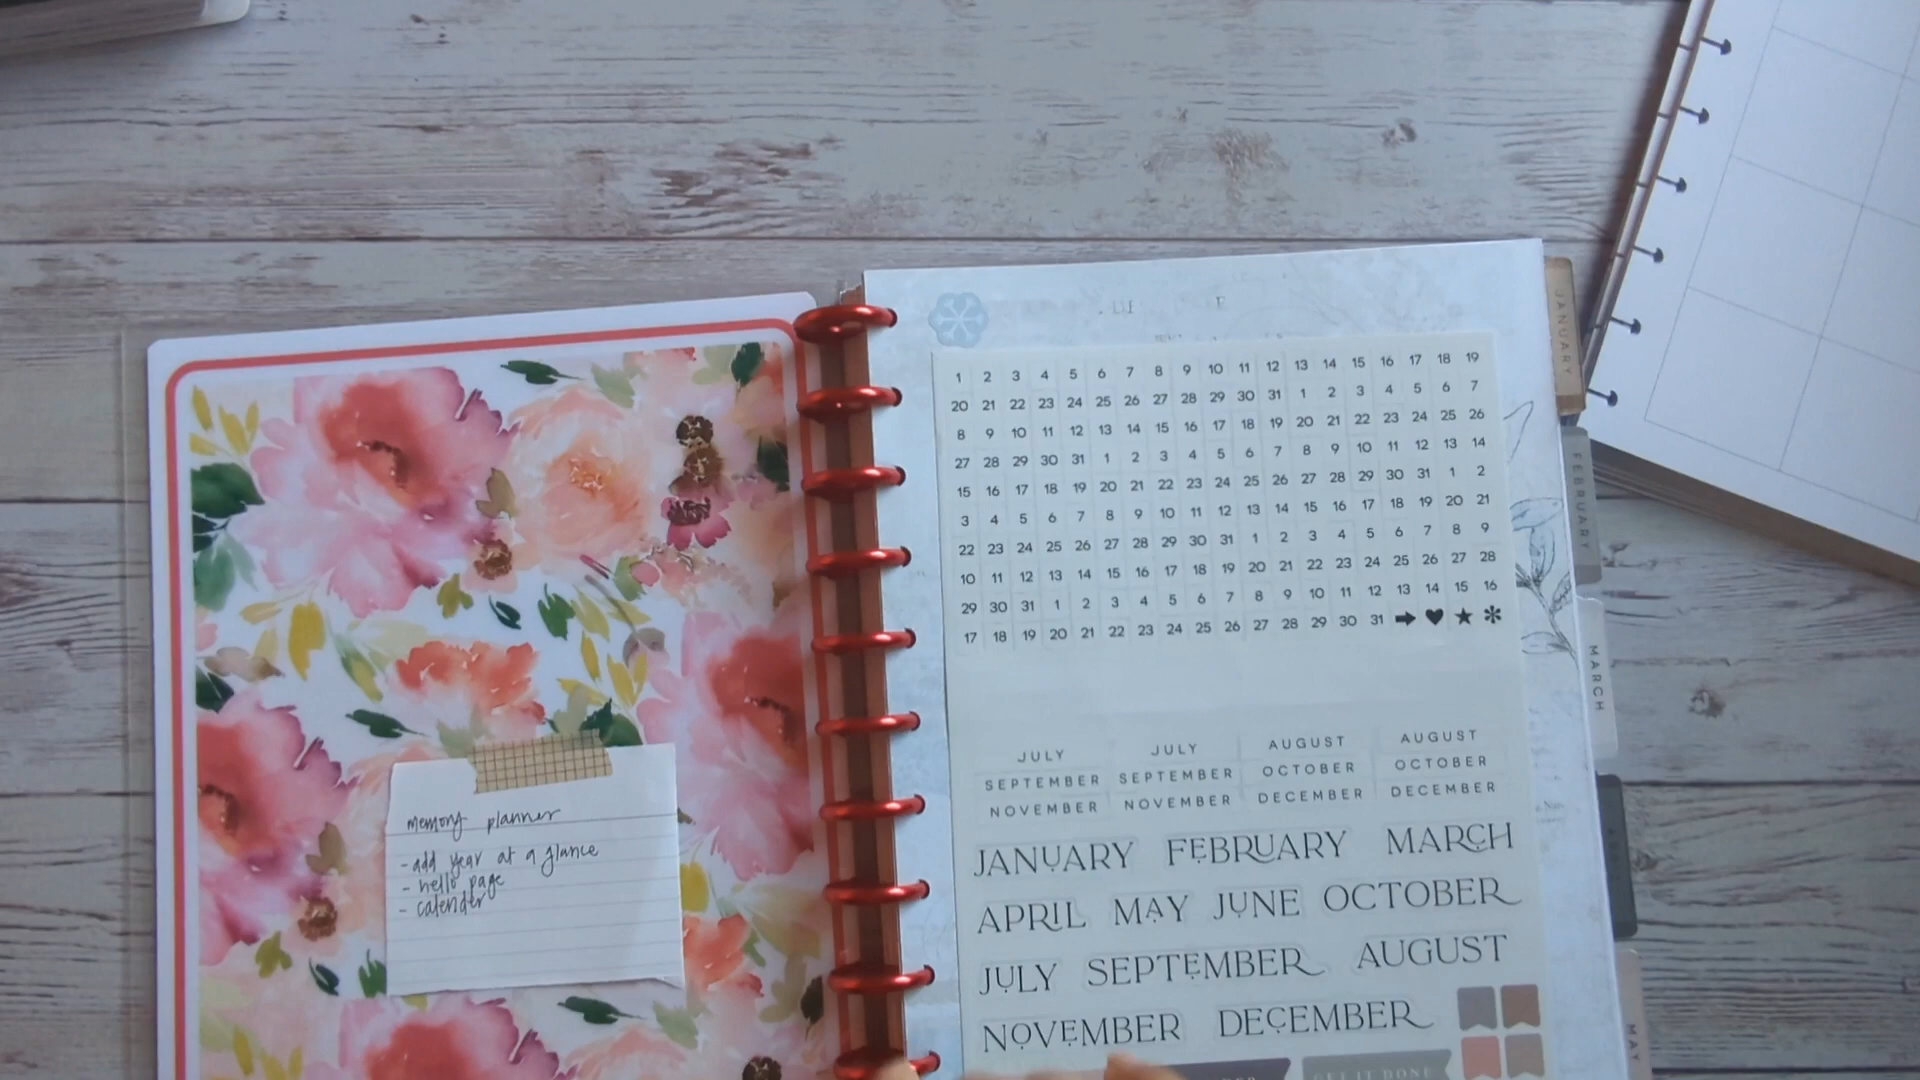 memory planner
- add year at a glance
- hello page
- calender
1 2 3 4 5 6 7 8 9 10 11 12 13 14 15 16 17 18 19
20 21 22 23 24 25 26 27 28 29 30 31 1 2 3 4 5 6 7
8 9 10 11 12 13 14 15 16 17 18 19 20 21 22 23 24 25 26
27 28 29 30 31 1 2 3 4 5 6 7 8 9 10 11 12 13 14
15 16 17 18 19 20 21 22 23 24 25 26 27 28 29 30 31 1 2
3 4 5 6 7 8 9 10 11 12 13 14 15 16 17 18 19 20 21
22 23 24 25 26 27 28 29 30 31 1 2 3 4 5 6 7 8 9
10 11 12 13 14 15 16 17 18 19 20 21 22 23 24 25 26 27 28
29 30 31 1 2 3 4 5 6 7 8 9 10 11 12 13 14 15 16
17 18 19 20 21 22 23 24 25 26 27 28 29 30 31
JULY JULY AUGUST AUGUST
SEPTEMBER SEPTEMBER OCTOBER OCTOBER
NOVEMBER NOVEMBER DECEMBER DECEMBER
JANUARY FEBRUARY MARCH
APRIL MAY JUNE OCTOBER
JULY SEPTEMBER AUGUST
NOVEMBER DECEMBER
GET IT DONE
JANUARY
FEBRUARY
MARCH
MAY